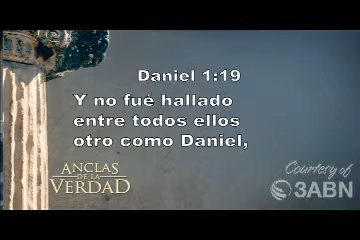 Daniel 1:19
Y no fué hallado
entre todos ellos
otro como Daniel,
ANCLAS
DE LA
VERDAD
Courtesy of
3ABN